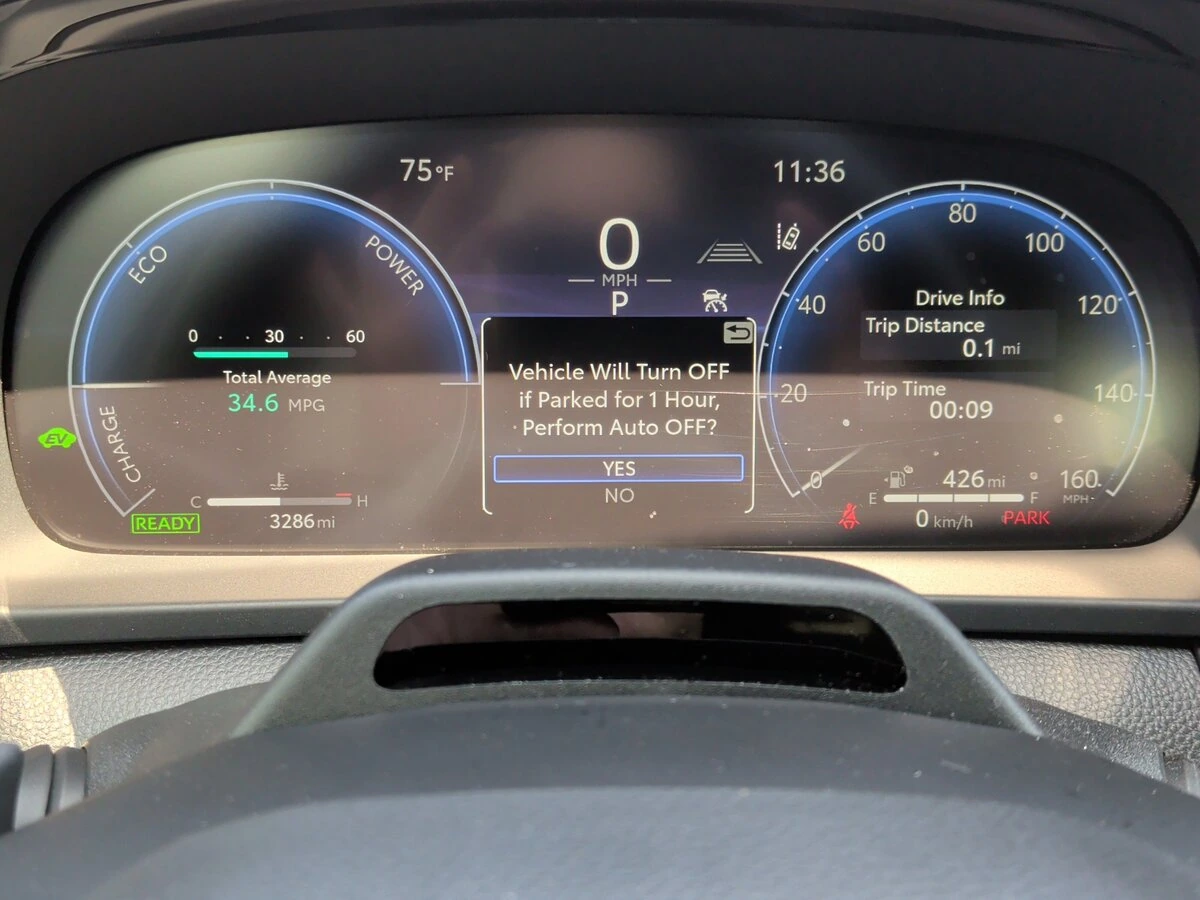 75°F
11:36
0
MPH
P
ECO
POWER
CHARGE
0 30 60
Total Average
34.6 MPG
EV
C H
READY
3286 mi
Vehicle Will Turn OFF
if Parked for 1 Hour,
Perform Auto OFF?
YES
NO
0
20
40
60
80
100
120
140
160
MPH
Drive Info
Trip Distance
0.1 mi
Trip Time
00:09
426 mi
E F
0 km/h
PARK